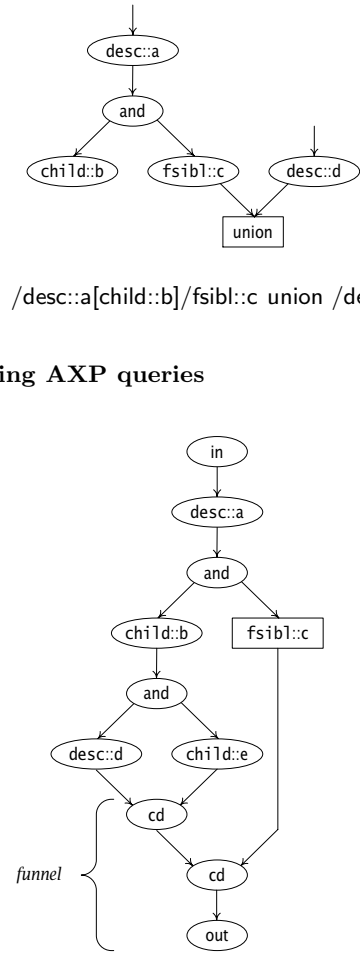 desc::a
and
child::b fsibl::c desc::d
union
/desc::a[child::b]/fsibl::c union /de
ing AXP queries
in
desc::a
and
child::b fsibl::c
and
desc::d child::e
cd
funnel cd
out